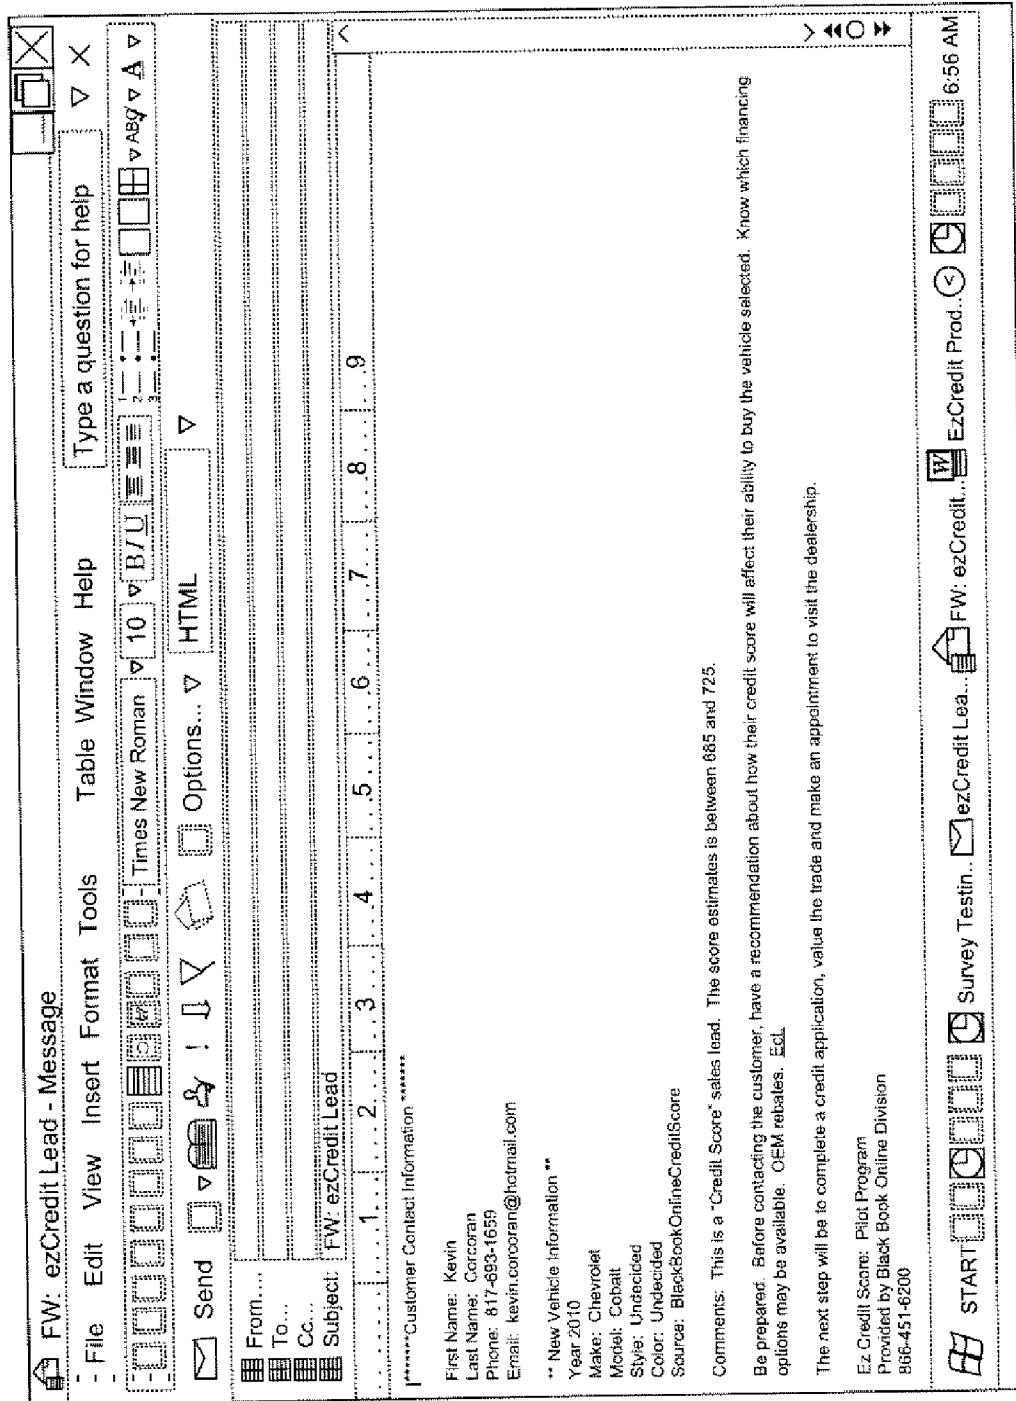 FW: ezCredit Lead - Message
File Edit View Insert Format Tools Table Window Help Type a question for help
Times New Roman 10 B I U ABC A
Send ! Options... HTML
From...
To...
Cc...
Subject: FW: ezCredit Lead
1 2 3 4 5 6 7 8 9
******Customer Contact Information *******
First Name: Kevin
Last Name: Corcoran
Phone: 817-693-1659
Email: kevin.corcoran@hotmail.com
** New Vehicle Information **
Year 2010
Make: Chevrolet
Model: Cobalt
Style: Undecided
Color: Undecided
Source: BlackBookOnlineCreditScore
Comments: This is a "Credit Score" sales lead. The score estimates is between 685 and 725.
Be prepared. Before contacting the customer, have a recommendation about how their credit score will affect their ability to buy the vehicle selected. Know which financing
options may be available. OEM rebates. Ect.
The next step will be to complete a credit application, value the trade and make an appointment to visit the dealership.
Ez Credit Score: Pilot Program
Provided by Black Book Online Division
866-451-6200
START Survey Testin... ezCredit Lea... FW: ezCredit... W EzCredit Prod... 6:56 AM